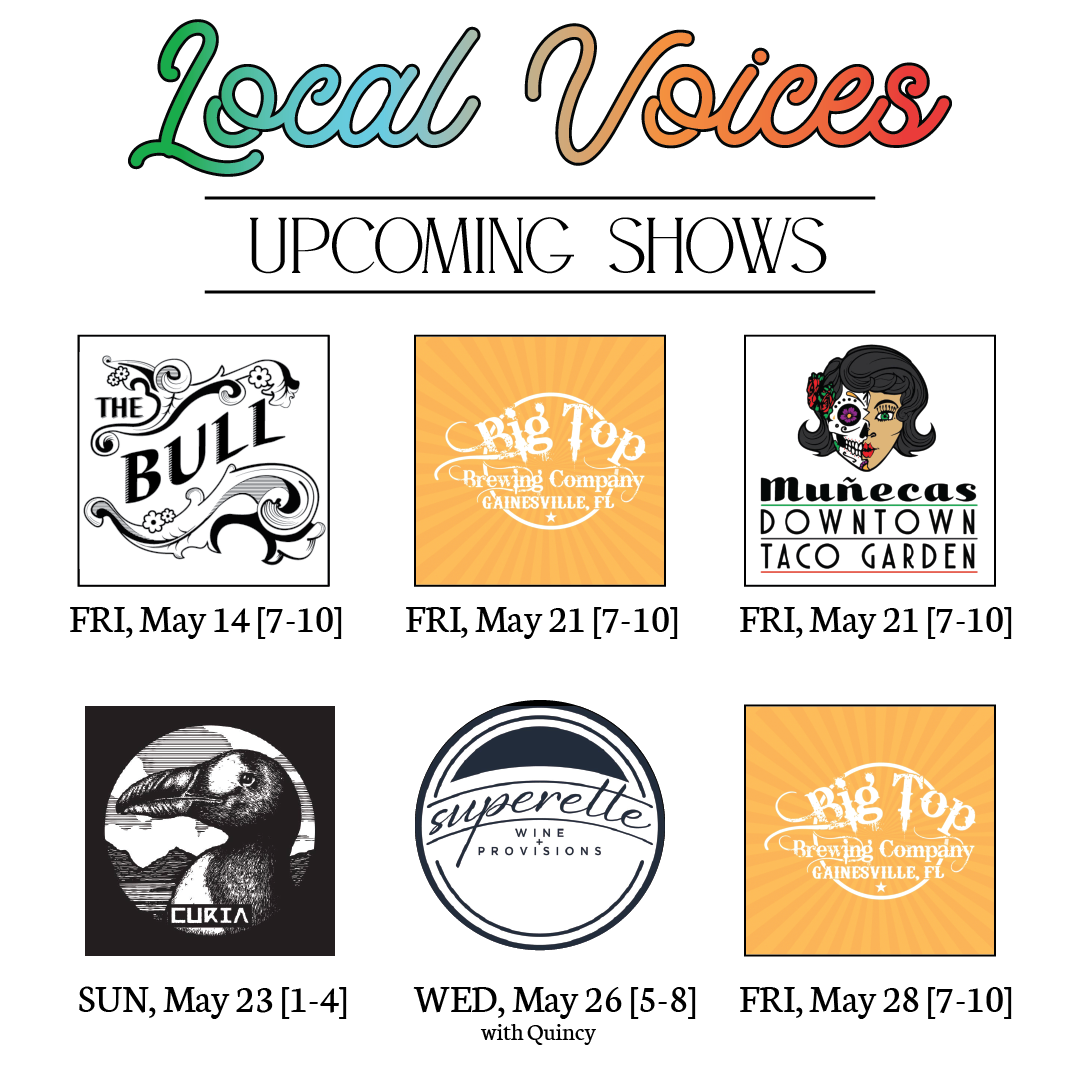 Local Voices
UPCOMING SHOWS
THE
BULL
FRI, May 14 [7-10]
Big Top
Brewing Company
GAINESVILLE, FL
FRI, May 21 [7-10]
Muñecas
DOWNTOWN
TACO GARDEN
FRI, May 21 [7-10]
CURIA
SUN, May 23 [1-4]
superette
WINE
+
PROVISIONS
WED, May 26 [5-8]
with Quincy
Big Top
Brewing Company
GAINESVILLE, FL
FRI, May 28 [7-10]